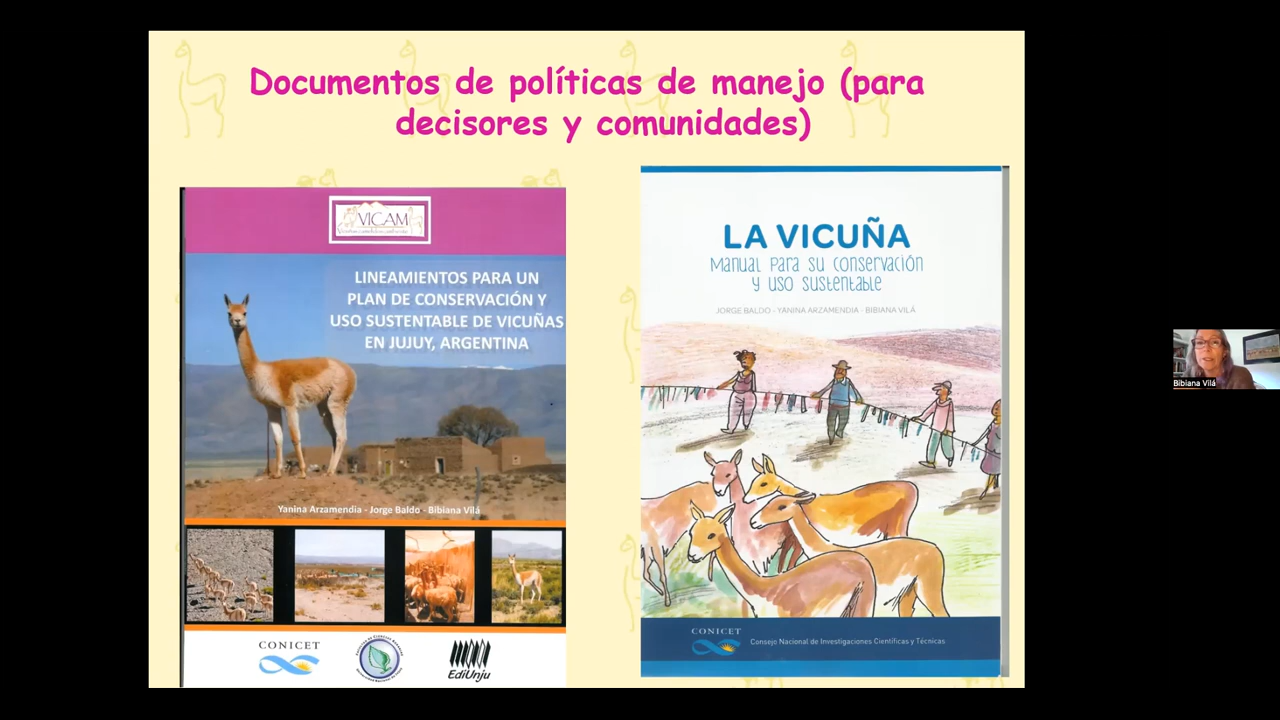 Documentos de políticas de manejo (para
decisores y comunidades)
VICAM
LINEAMIENTOS PARA UN
PLAN DE CONSERVACIÓN Y
USO SUSTENTABLE DE VICUÑAS
EN JUJUY, ARGENTINA
Yanina Arzamendia - Jorge Baldo - Bibiana Vilá
CONICET
EdiUnju
LA VICUÑA
Manual para su conservación
y uso sustentable
JORGE BALDO - YANINA ARZAMENDIA - BIBIANA VILÁ
CONICET
Consejo Nacional de Investigaciones Científicas y Técnicas
Bibiana Vilá